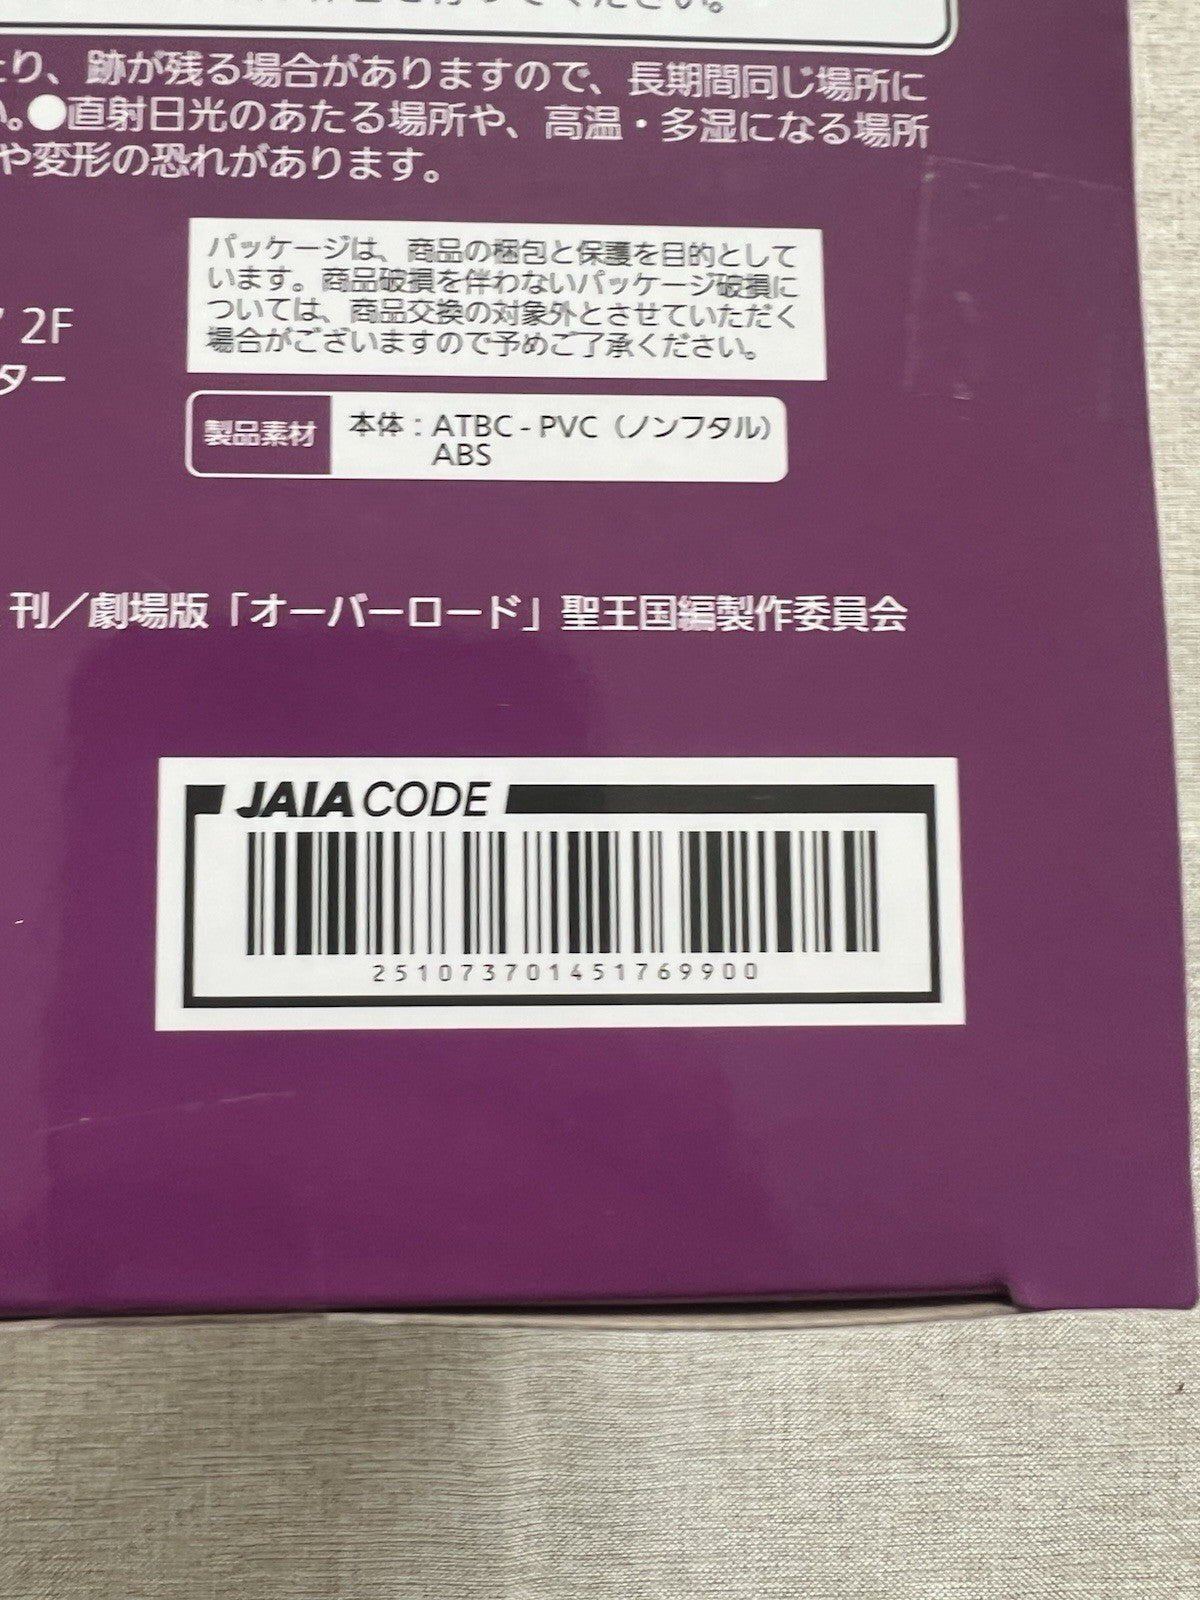 ください。
り、跡が残る場合がありますので、長期間同じ場所に
い。●直射日光のあたる場所や、高温・多湿になる場所
や変形の恐れがあります。
パッケージは、商品の梱包と保護を目的として
います。商品破損を伴わないパッケージ破損に
ついては、商品交換の対象外とさせていただく
場合がございますので予めご了承ください。
2F
ター
製品素材 本体：ATBC - PVC（ノンフタル）
ABS
刊／劇場版「オーバーロード」聖王国編製作委員会
JAIA CODE
251073701451769900